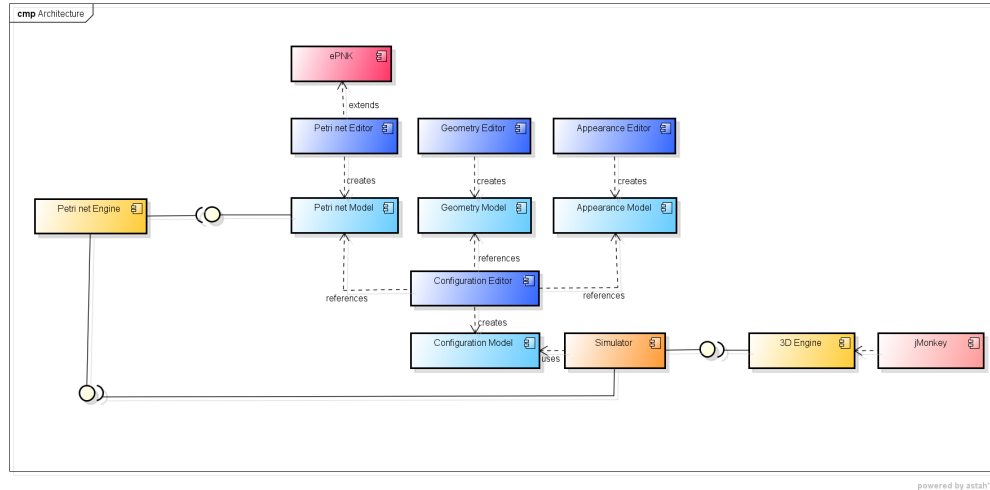 cmp Architecture
ePNK
extends
Petri net Editor
Geometry Editor
Appearance Editor
creates
creates
creates
Petri net Engine
Petri net Model
Geometry Model
Appearance Model
references
Configuration Editor
references
references
creates
Configuration Model
uses
Simulator
3D Engine
jMonkey
powered by astah*